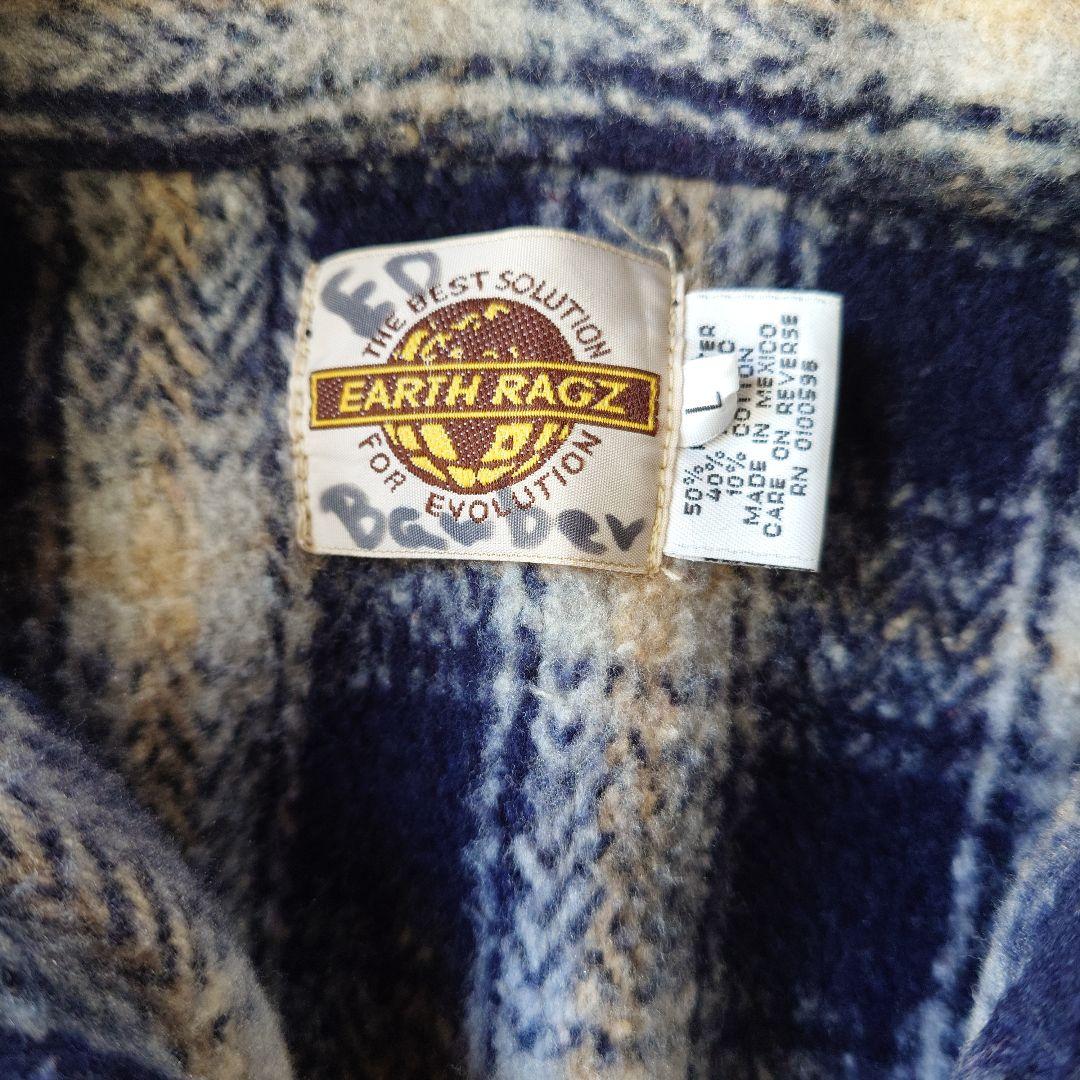 ED
THE BEST SOLUTION
EARTH RAGZ
FOR EVOLUTION
L
50%
40%
10% COTTON
MADE IN MEXICO
CARE ON REVERSE
RN 0100598